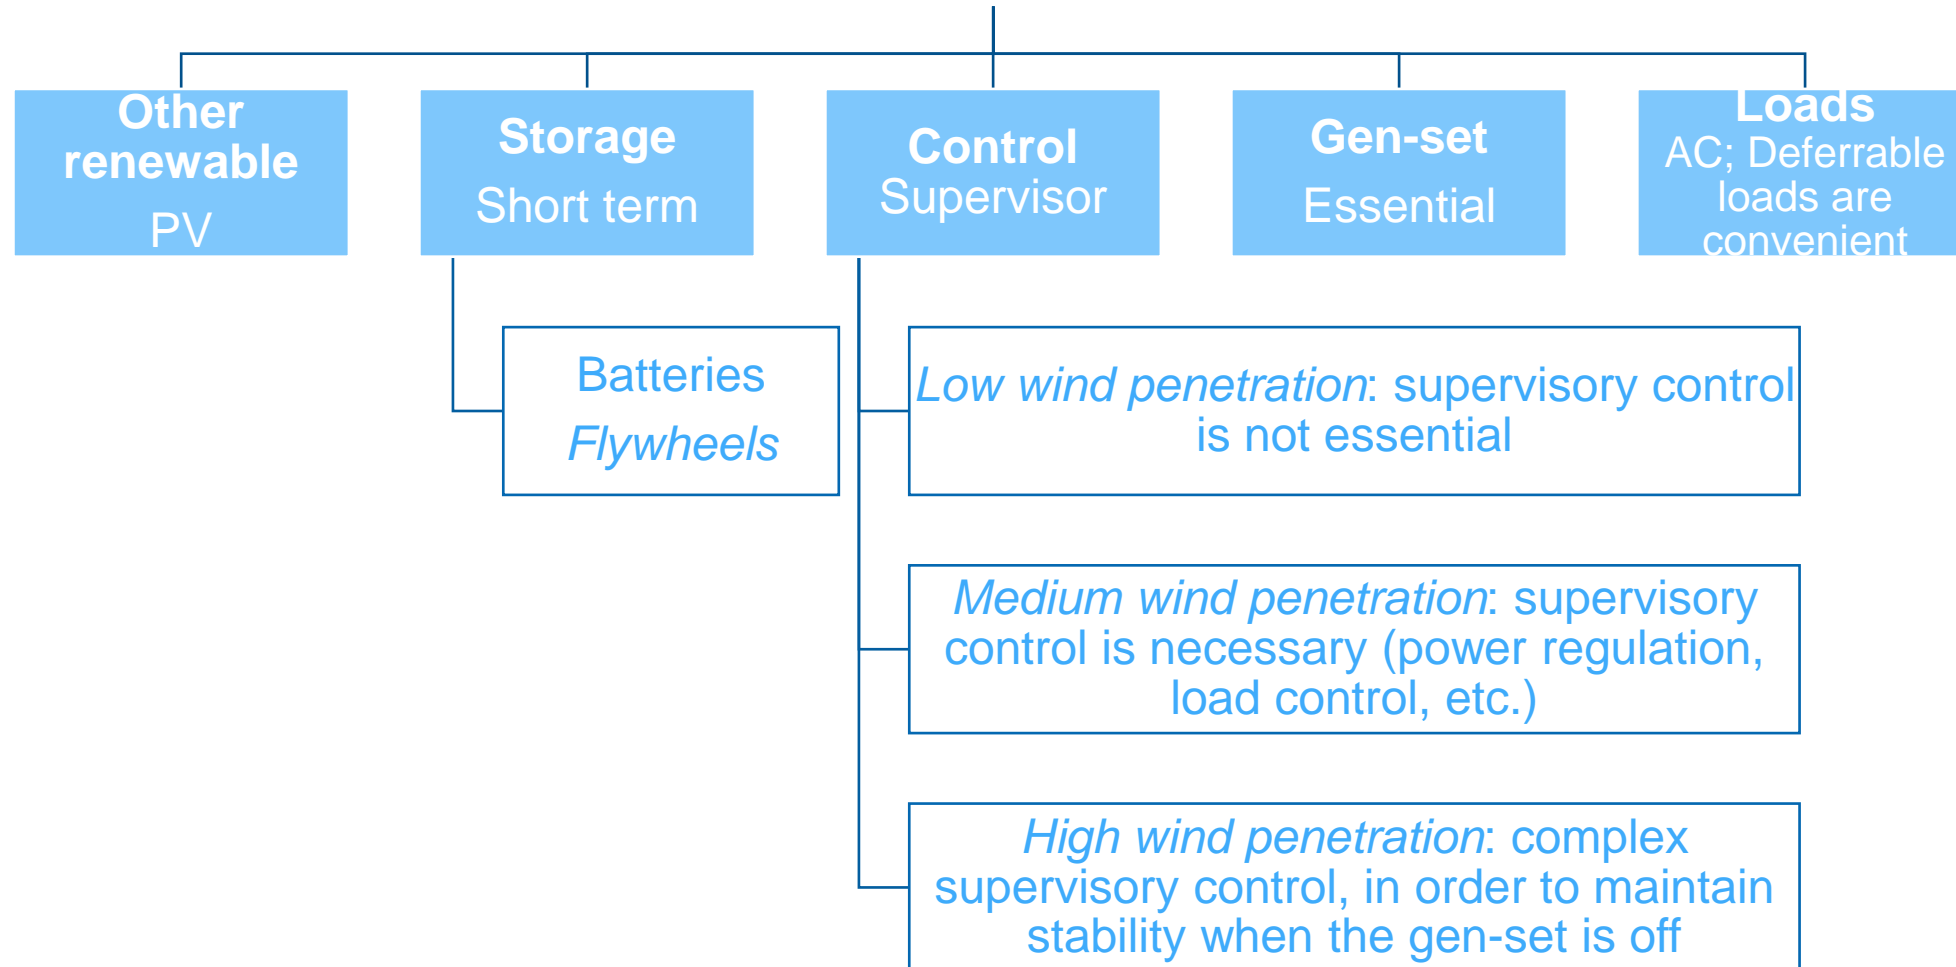 Other
renewable
PV
Storage
Short term
Control
Supervisor
Gen-set
Essential
Loads
AC; Deferrable
loads are
convenient
Batteries
Flywheels
Low wind penetration: supervisory control
is not essential
Medium wind penetration: supervisory
control is necessary (power regulation,
load control, etc.)
High wind penetration: complex
supervisory control, in order to maintain
stability when the gen-set is off